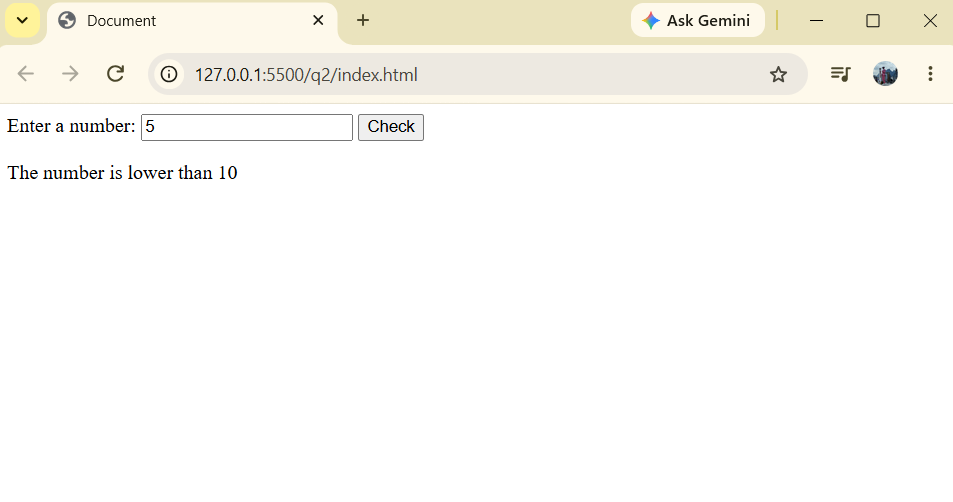 Document
Ask Gemini
127.0.0.1:5500/q2/index.html
Enter a number: 5 Check
The number is lower than 10